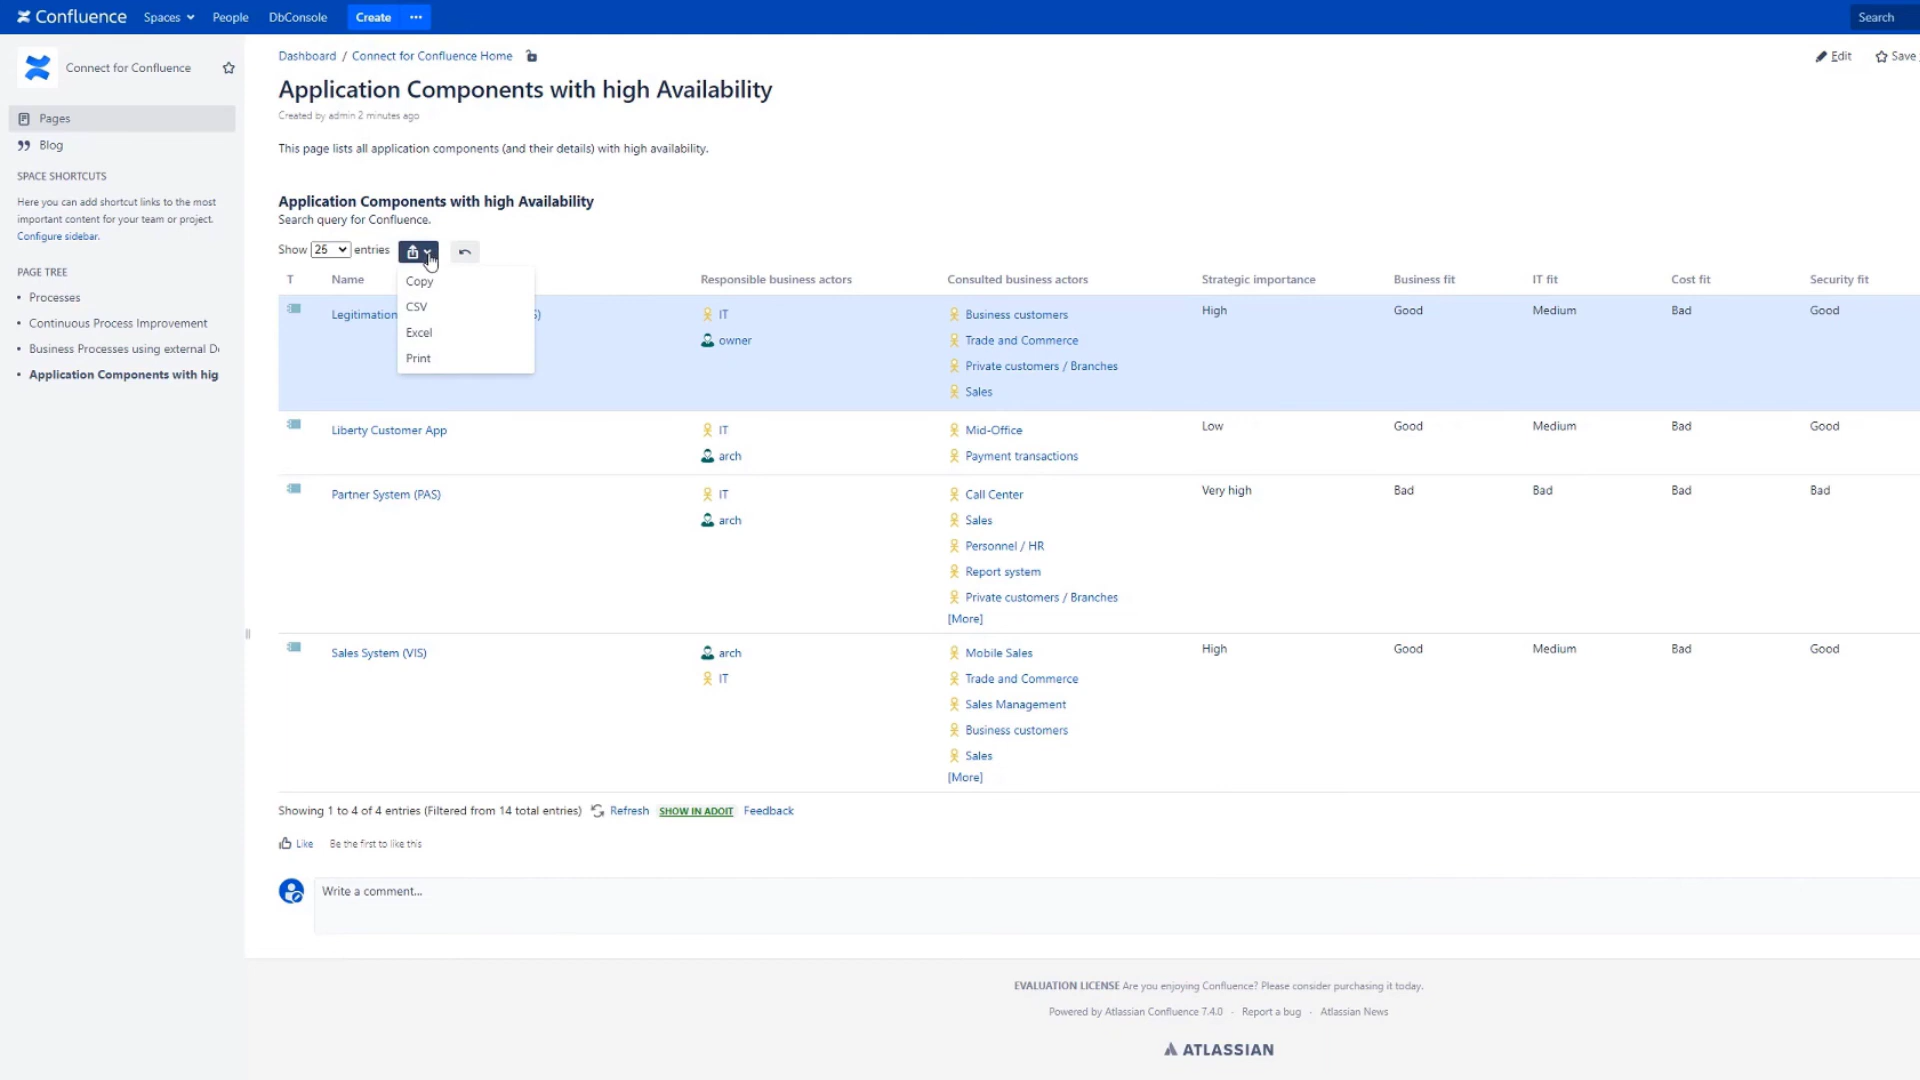 Confluence Spaces People DbConsole Create ··· Search
Connect for Confluence
Pages
Blog
SPACE SHORTCUTS
Here you can add shortcut links to the most
important content for your team or project.
Configure sidebar.
PAGE TREE
• Processes
• Continuous Process Improvement
• Business Processes using external D
• Application Components with hig
Dashboard / Connect for Confluence Home
Edit Save
Application Components with high Availability
Created by admin 2 minutes ago
This page lists all application components (and their details) with high availability.
Application Components with high Availability
Search query for Confluence.
Show 25 entries
Copy
CSV
Excel
Print
T Name Responsible business actors Consulted business actors Strategic importance Business fit IT fit Cost fit Security fit
Legitimation IT Business customers High Good Medium Bad Good
owner Trade and Commerce
Private customers / Branches
Sales
Liberty Customer App IT Mid-Office Low Good Medium Bad Good
arch Payment transactions
Partner System (PAS) IT Call Center Very high Bad Bad Bad Bad
arch Sales
Personnel / HR
Report system
Private customers / Branches
[More]
Sales System (VIS) arch Mobile Sales High Good Medium Bad Good
IT Trade and Commerce
Sales Management
Business customers
Sales
[More]
Showing 1 to 4 of 4 entries (Filtered from 14 total entries) Refresh SHOW IN ADOIT Feedback
Like Be the first to like this
Write a comment...
EVALUATION LICENSE Are you enjoying Confluence? Please consider purchasing it today.
Powered by Atlassian Confluence 7.4.0 · Report a bug · Atlassian News
ATLASSIAN